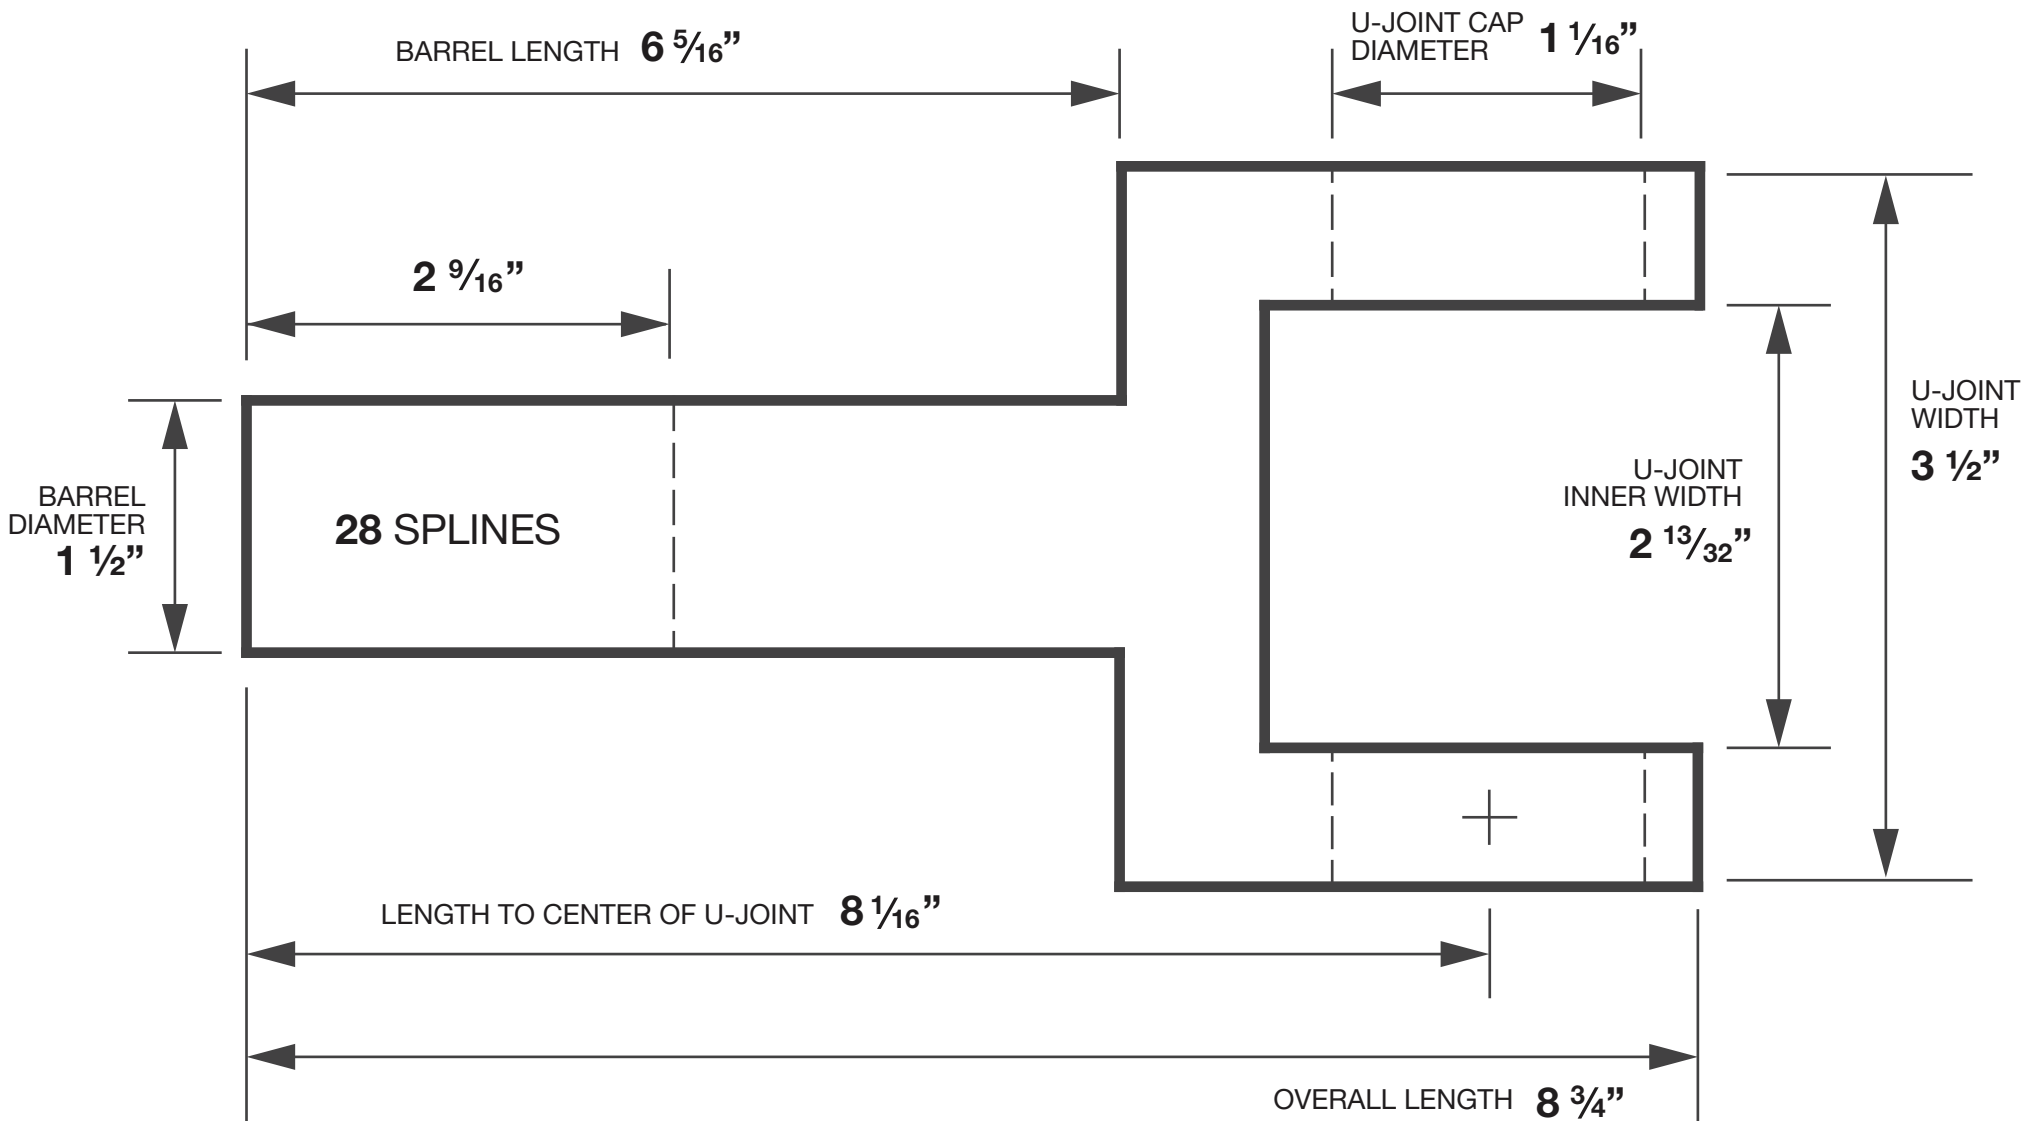 BARREL LENGTH 6 5⁄16”
U-JOINT CAP
DIAMETER 1 1⁄16”
2 9⁄16”
BARREL
DIAMETER
1 ½”
28 SPLINES
U-JOINT
INNER WIDTH
2 13⁄32”
U-JOINT
WIDTH
3 ½”
LENGTH TO CENTER OF U-JOINT 8 1⁄16”
OVERALL LENGTH 8 ¾”